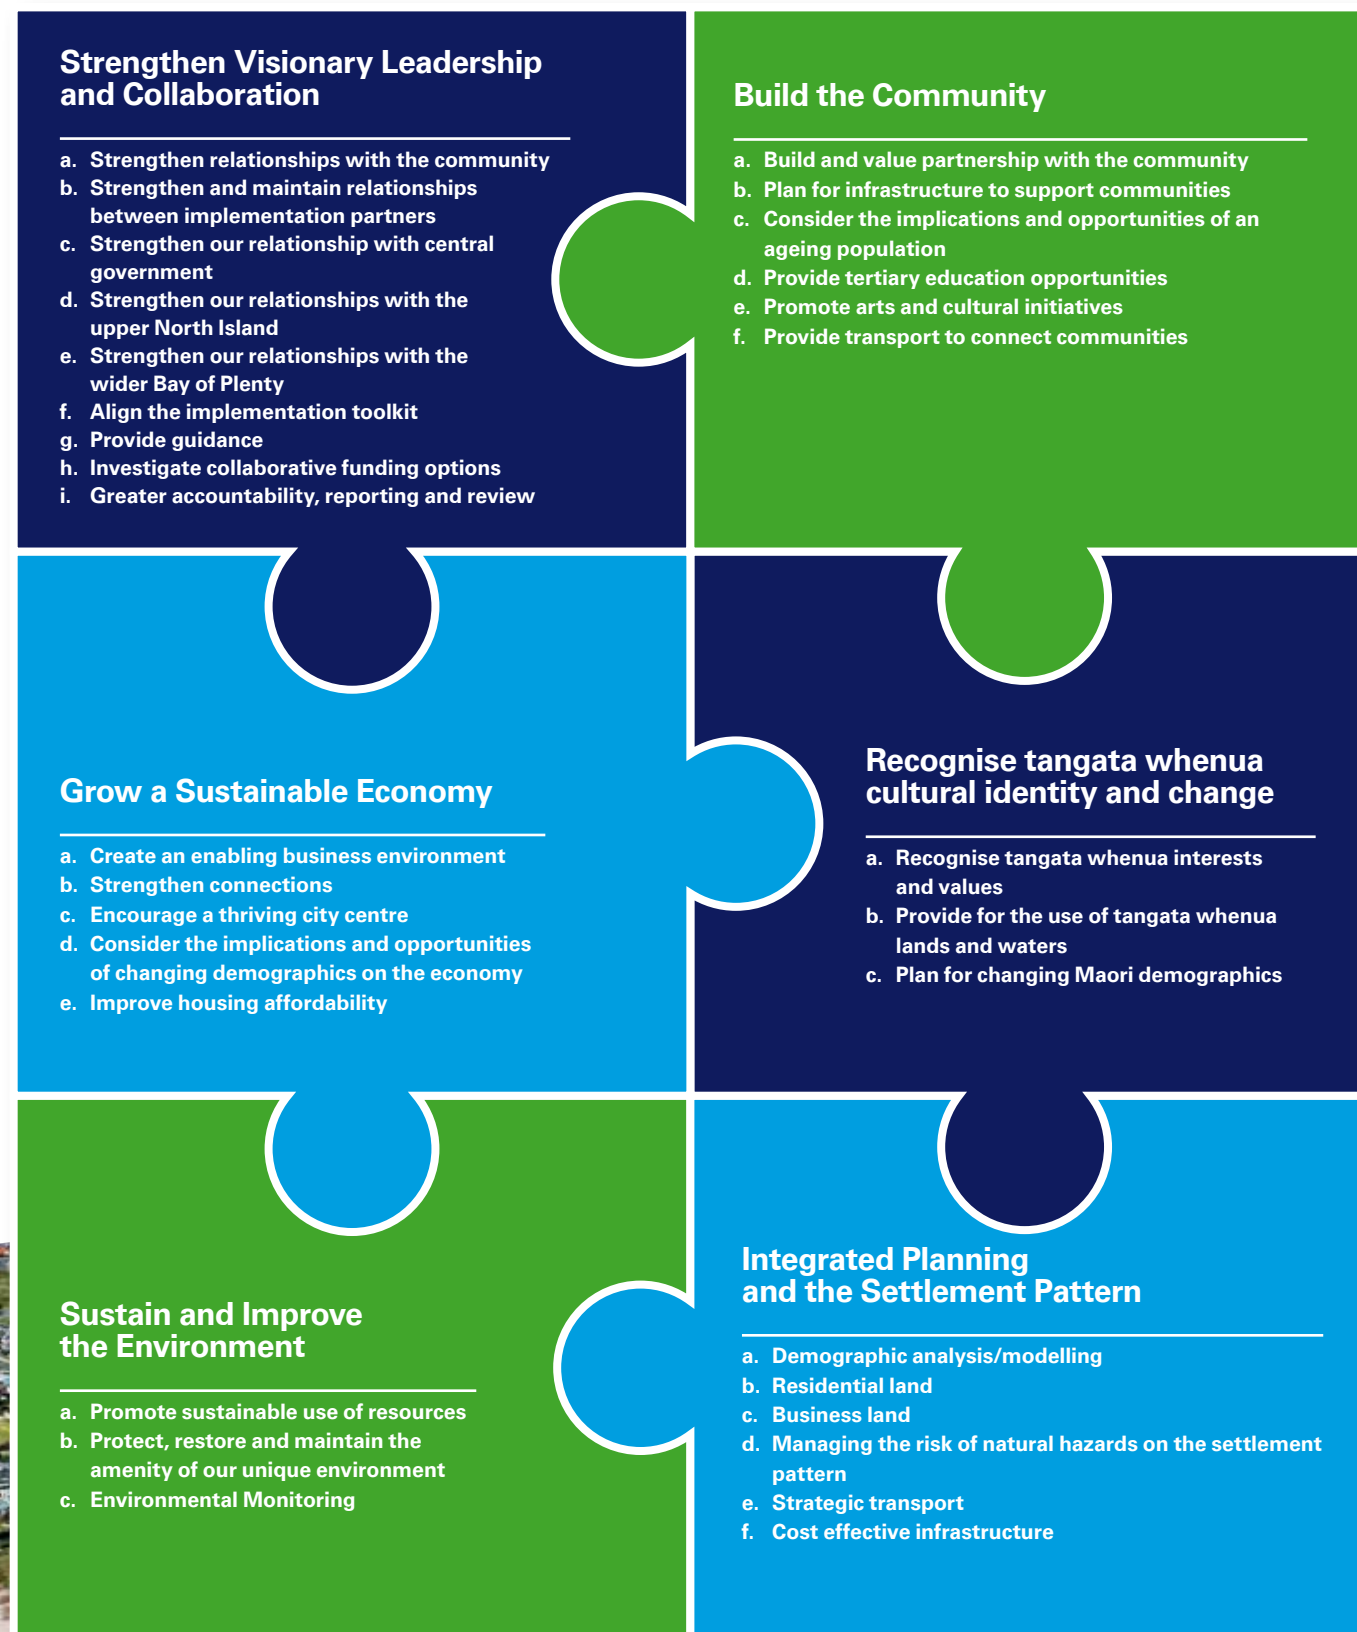 Strengthen Visionary Leadership
and Collaboration
a. Strengthen relationships with the community
b. Strengthen and maintain relationships
between implementation partners
c. Strengthen our relationship with central
government
d. Strengthen our relationships with the
upper North Island
e. Strengthen our relationships with the
wider Bay of Plenty
f. Align the implementation toolkit
g. Provide guidance
h. Investigate collaborative funding options
i. Greater accountability, reporting and review
Build the Community
a. Build and value partnership with the community
b. Plan for infrastructure to support communities
c. Consider the implications and opportunities of an
ageing population
d. Provide tertiary education opportunities
e. Promote arts and cultural initiatives
f. Provide transport to connect communities
Grow a Sustainable Economy
a. Create an enabling business environment
b. Strengthen connections
c. Encourage a thriving city centre
d. Consider the implications and opportunities
of changing demographics on the economy
e. Improve housing affordability
Recognise tangata whenua
cultural identity and change
a. Recognise tangata whenua interests
and values
b. Provide for the use of tangata whenua
lands and waters
c. Plan for changing Maori demographics
Sustain and Improve
the Environment
a. Promote sustainable use of resources
b. Protect, restore and maintain the
amenity of our unique environment
c. Environmental Monitoring
Integrated Planning
and the Settlement Pattern
a. Demographic analysis/modelling
b. Residential land
c. Business land
d. Managing the risk of natural hazards on the settlement
pattern
e. Strategic transport
f. Cost effective infrastructure